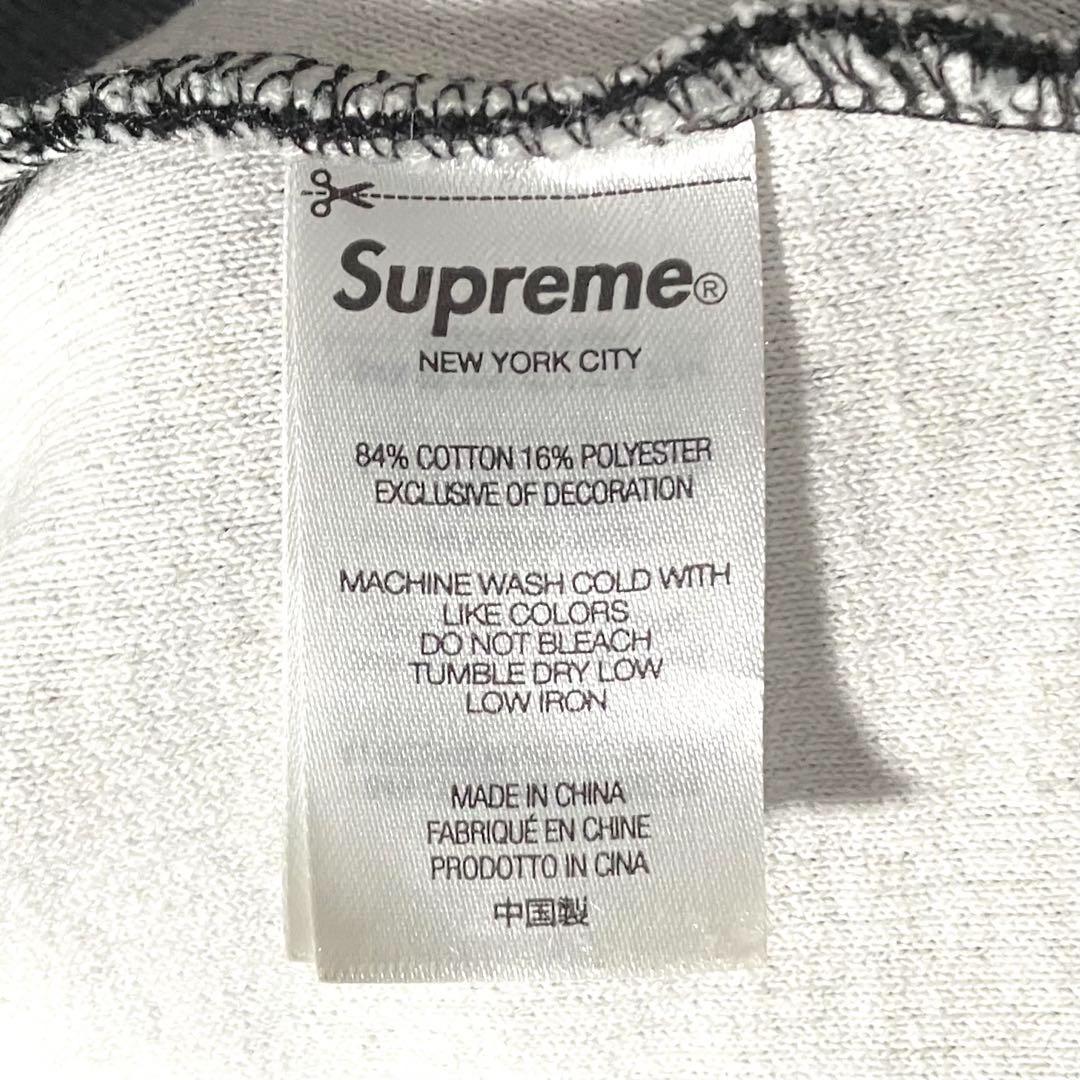 Supreme®
NEW YORK CITY
84% COTTON 16% POLYESTER
EXCLUSIVE OF DECORATION
MACHINE WASH COLD WITH
LIKE COLORS
DO NOT BLEACH
TUMBLE DRY LOW
LOW IRON
MADE IN CHINA
FABRIQUÉ EN CHINE
PRODOTTO IN CINA
中国製